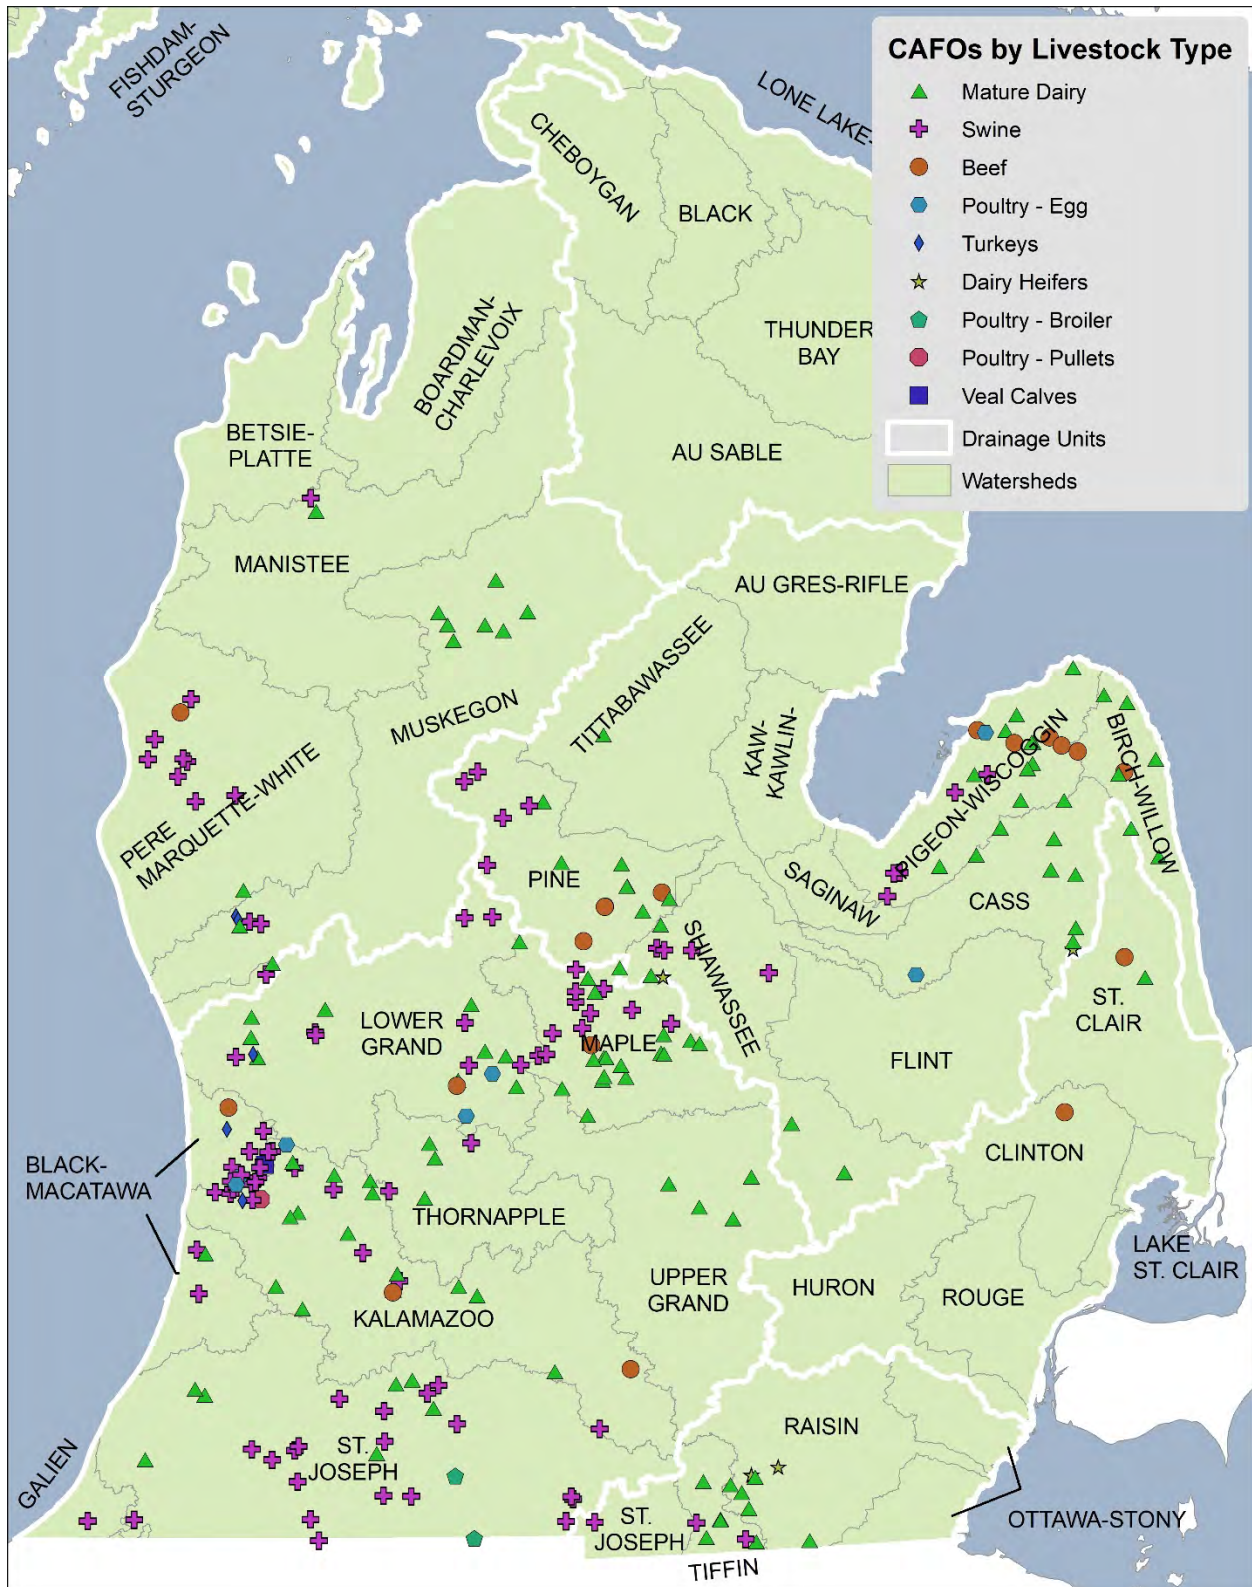 FISHDAM-
STURGEON
LONE LAKE-
CAFOs by Livestock Type
Mature Dairy
Swine
Beef
Poultry - Egg
Turkeys
Dairy Heifers
Poultry - Broiler
Poultry - Pullets
Veal Calves
Drainage Units
Watersheds
CHEBOYGAN
BLACK
THUNDER
BAY
BOARDMAN-
CHARLEVOIX
BETSIE-
PLATTE
AU SABLE
MANISTEE
AU GRES-RIFLE
TITTABAWASSEE
MUSKEGON
KAW-
KAWLIN-
PIGEON-WISCOGGIN
BIRCH-WILLOW
PERE
MARQUETTE-WHITE
PINE
SAGINAW
CASS
SHIAWASSEE
LOWER
GRAND
MAPLE
ST.
CLAIR
FLINT
CLINTON
BLACK-
MACATAWA
THORNAPPLE
LAKE
ST. CLAIR
UPPER
GRAND
HURON
ROUGE
KALAMAZOO
RAISIN
ST.
JOSEPH
GALIEN
ST.
JOSEPH
OTTAWA-STONY
TIFFIN